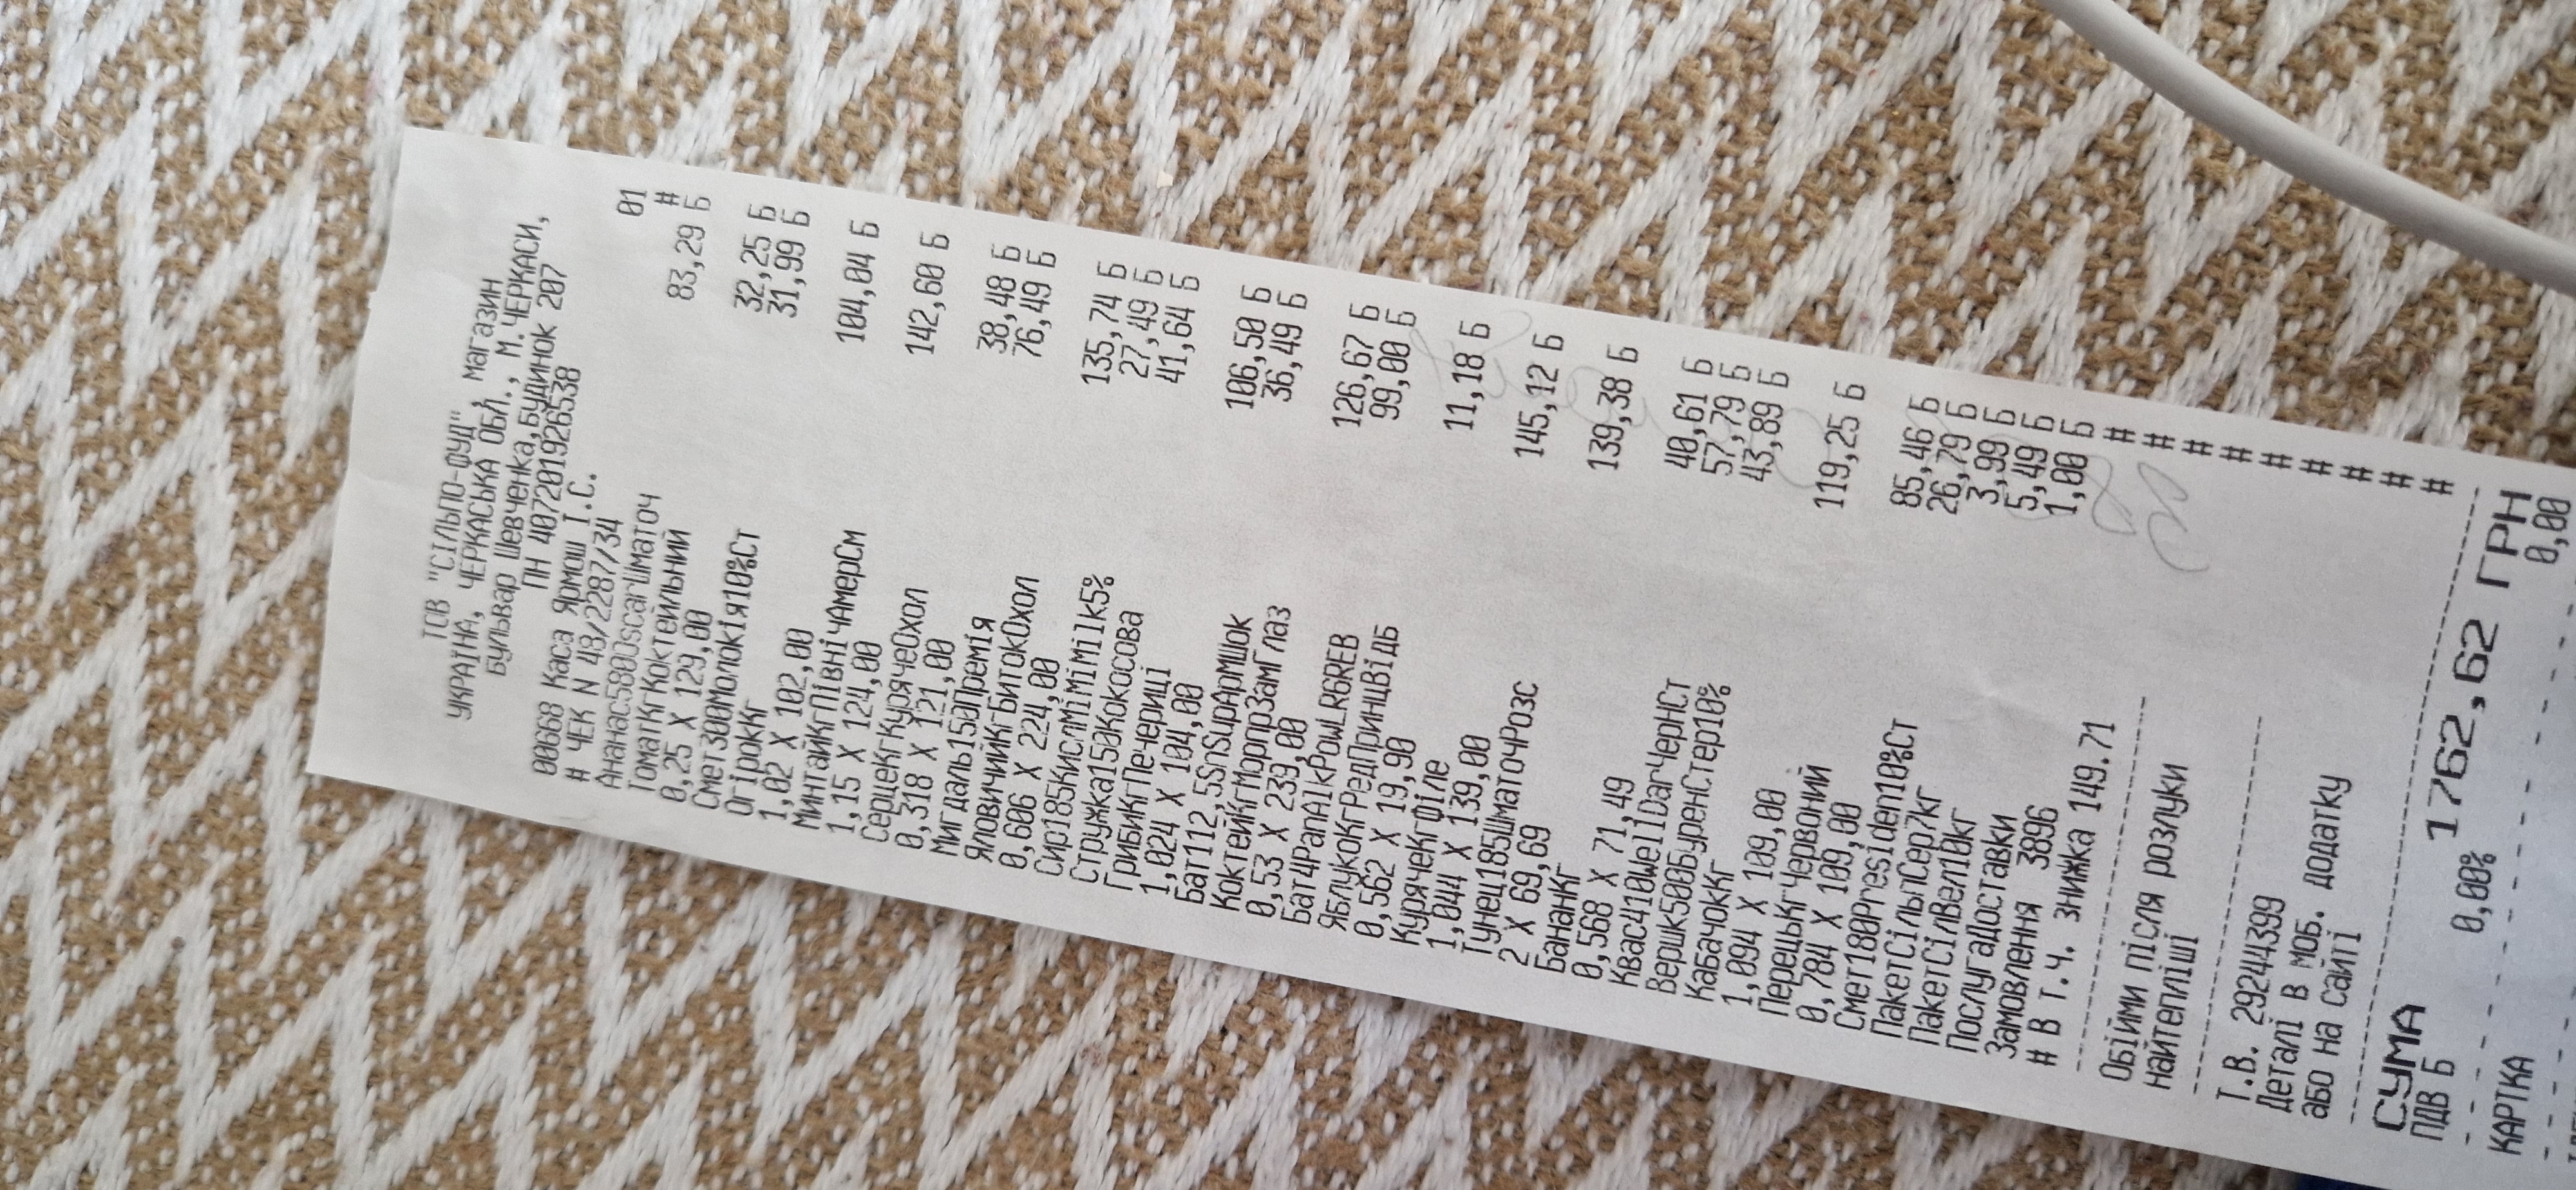 ТОВ "СІЛЬПО-ФУД"
УКРАЇНА, ЧЕРКАСЬКА ОБЛ., магазин
Бульвар Шевченка,будинок 207 М.ЧЕРКАСИ,
ПН 407201926538
00668 Каса Ярмош І.С. 01
# ЧЕК N 48/2287/34 #
Ананас580OscarШматоч 83,29 Б
ТоматКгКоктейльний
0,25 X 129,00 32,25 Б
Смет300Молокія10%Ст 31,99 Б
ОгірокКг
1,02 X 102,00 104,04 Б
МинтайКгПівнічАмерСм
1,15 X 124,00 142,60 Б
СерцеКгКурячеОхол
0,318 X 121,00 38,48 Б
Мигдаль150Премія 76,49 Б
ЯловичийКгБитокОхол
0,606 X 224,00 135,74 Б
Сир185КислМіМіМilk5% 27,49 Б
Стружка150Кокосова 41,64 Б
ГрибиКгПечериці
1,024 X 104,00 106,50 Б
Бат112,5SnSupАрмШок 36,49 Б
КоктейКгМорпрЗамГлаз
0,53 X 239,00 126,67 Б
Бат4PanAlkPowLR6REB 99,00 Б
ЯблукоКгРедПринцВідб
0,562 X 19,90 11,18 Б
КурячеКгФіле
1,044 X 139,00 145,12 Б
Тунец185ШматочРозс
2 X 69,69 139,38 Б
БананКг
0,568 X 71,49 40,61 Б
Квас410WellDarЧерНСт 57,79 Б
Вершк500БуренСтер10% 43,89 Б
КабачокКг
1,094 X 109,00 119,25 Б
ПерецьКгЧервоний
0,784 X 109,00 85,46 Б
Смет180Presiden10%Ст 26,79 Б
ПакетСільпСер7кг 3,99 Б
ПакетСілВел10кг 5,49 Б
ПослугаДоставки 1,00 Б
Замовлення 3896 #
# В т.ч. знижка 149.71 #
#
Обійми після розлуки #
найтепліші #
#
Т.В. 29244399 #
Деталі в моб. додатку #
або на сайті #
СУМА 1762,62 ГРН
ПДВ Б 0,00% 0,00
КАРТКА